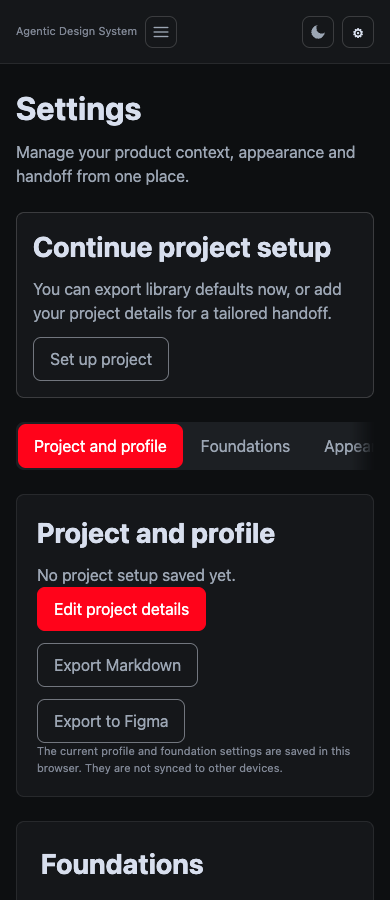 Agentic Design System
Settings
Manage your product context, appearance and
handoff from one place.
Continue project setup
You can export library defaults now, or add
your project details for a tailored handoff.
Set up project
Project and profile
Foundations
Appea
Project and profile
No project setup saved yet.
Edit project details
Export Markdown
Export to Figma
The current profile and foundation settings are saved in this
browser. They are not synced to other devices.
Foundations